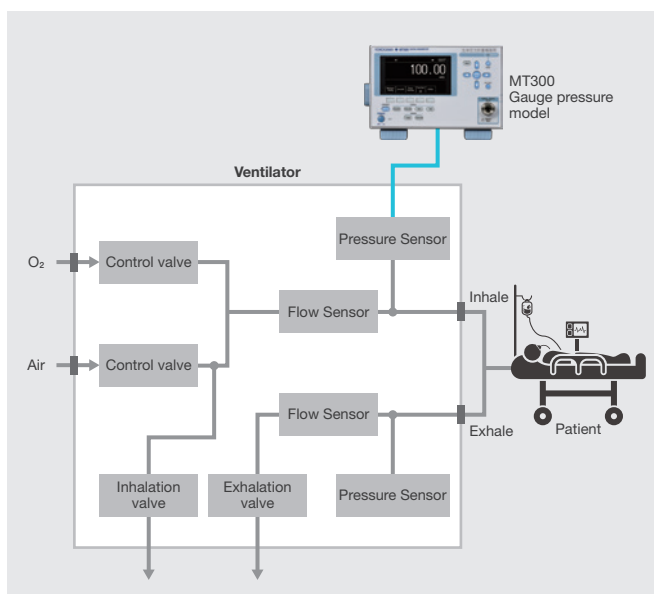 100.00
MT300
Gauge pressure
model
Ventilator
Pressure Sensor
O₂
Control valve
Inhale
Flow Sensor
Air
Control valve
Flow Sensor
Exhale
Patient
Inhalation
valve
Exhalation
valve
Pressure Sensor